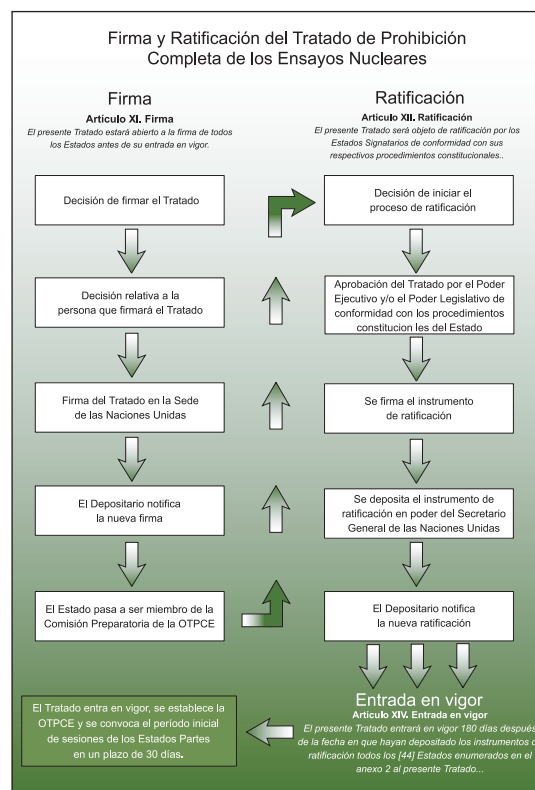 Firma y Ratificación del Tratado de Prohibición
Completa de los Ensayos Nucleares
Firma
Artículo XI. Firma
El presente Tratado estará abierto a la firma de todos
los Estados antes de su entrada en vigor.
Decisión de firmar el Tratado
Decisión relativa a la
persona que firmará el Tratado
Firma del Tratado en la Sede
de las Naciones Unidas
El Depositario notifica
la nueva firma
El Estado pasa a ser miembro de la
Comisión Preparatoria de la OTPCE
Ratificación
Artículo XII. Ratificación
El presente Tratado será objeto de ratificación por los
Estados Signatarios de conformidad con sus
respectivos procedimientos constitucionales..
Decisión de iniciar el
proceso de ratificación
Aprobación del Tratado por el Poder
Ejecutivo y/o el Poder Legislativo de
conformidad con los procedimientos
constitucion les del Estado
Se firma el instrumento
de ratificación
Se deposita el instrumento de
ratificación en poder del Secretario
General de las Naciones Unidas
El Depositario notifica
la nueva ratificación
Entrada en vigor
Artículo XIV. Entrada en vigor
El presente Tratado entrará en vigor 180 días después
de la fecha en que hayan depositado los instrumentos d
ratificación todos los [44] Estados enumerados en el
anexo 2 al presente Tratado...
El Tratado entra en vigor, se establece la
OTPCE y se convoca el período inicial
de sesiones de los Estados Partes
en un plazo de 30 días.